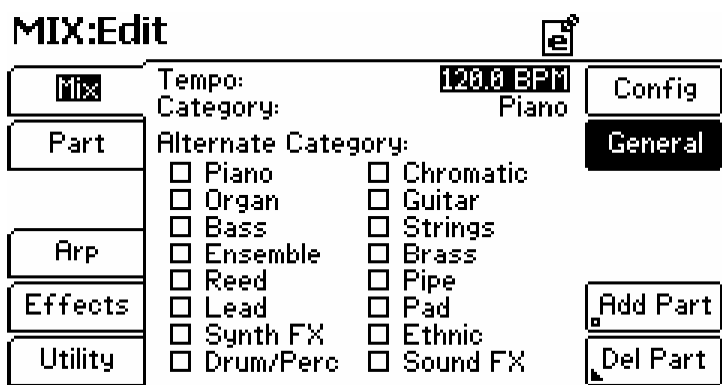 MIX:Edit
e
Mix
Tempo: 120.0 BPM
Config
Category: Piano
Part
Alternate Category:
General
Piano Chromatic
Organ Guitar
Bass Strings
Arp
Ensemble Brass
Reed Pipe
Effects
Lead Pad
Add Part
Synth FX Ethnic
Utility
Drum/Perc Sound FX
Del Part